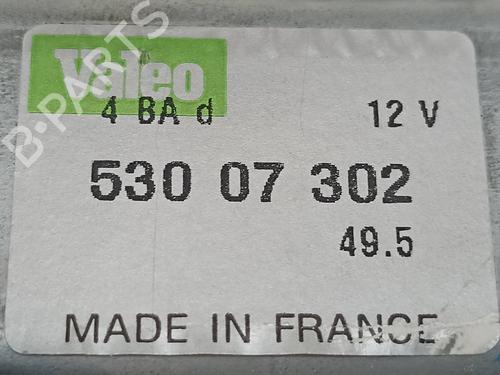 Valeo
4 BA d 12 V
530 07 302
49.5
MADE IN FRANCE
B-PARTS